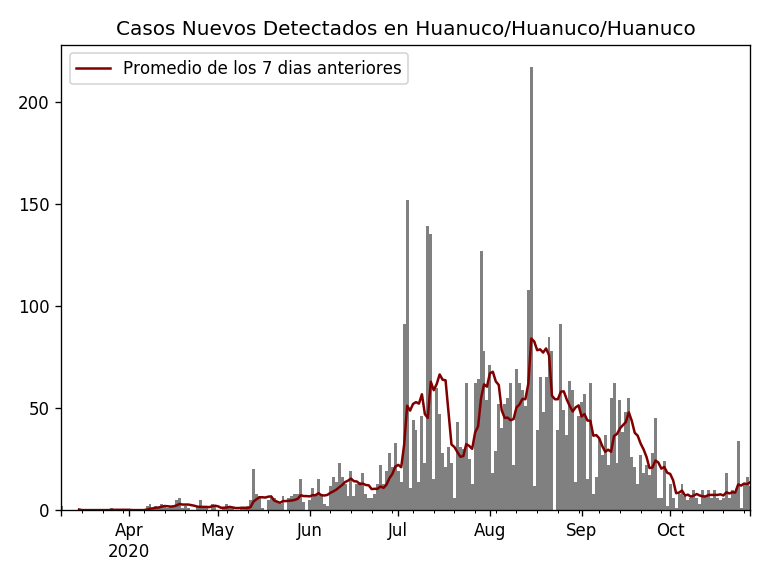 Casos Nuevos Detectados en Huanuco/Huanuco/Huanuco
Promedio de los 7 dias anteriores
200
150
100
50
0
Apr May Jun Jul Aug Sep Oct
2020